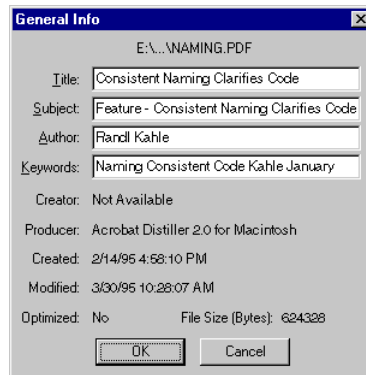 General Info
E:\...\NAMING.PDF
Title: Consistent Naming Clarifies Code
Subject: Feature - Consistent Naming Clarifies Code
Author: Randl Kahle
Keywords: Naming Consistent Code Kahle January
Creator: Not Available
Producer: Acrobat Distiller 2.0 for Macintosh
Created: 2/14/95 4:58:10 PM
Modified: 3/30/95 10:28:07 AM
Optimized: No File Size (Bytes): 624328
OK Cancel